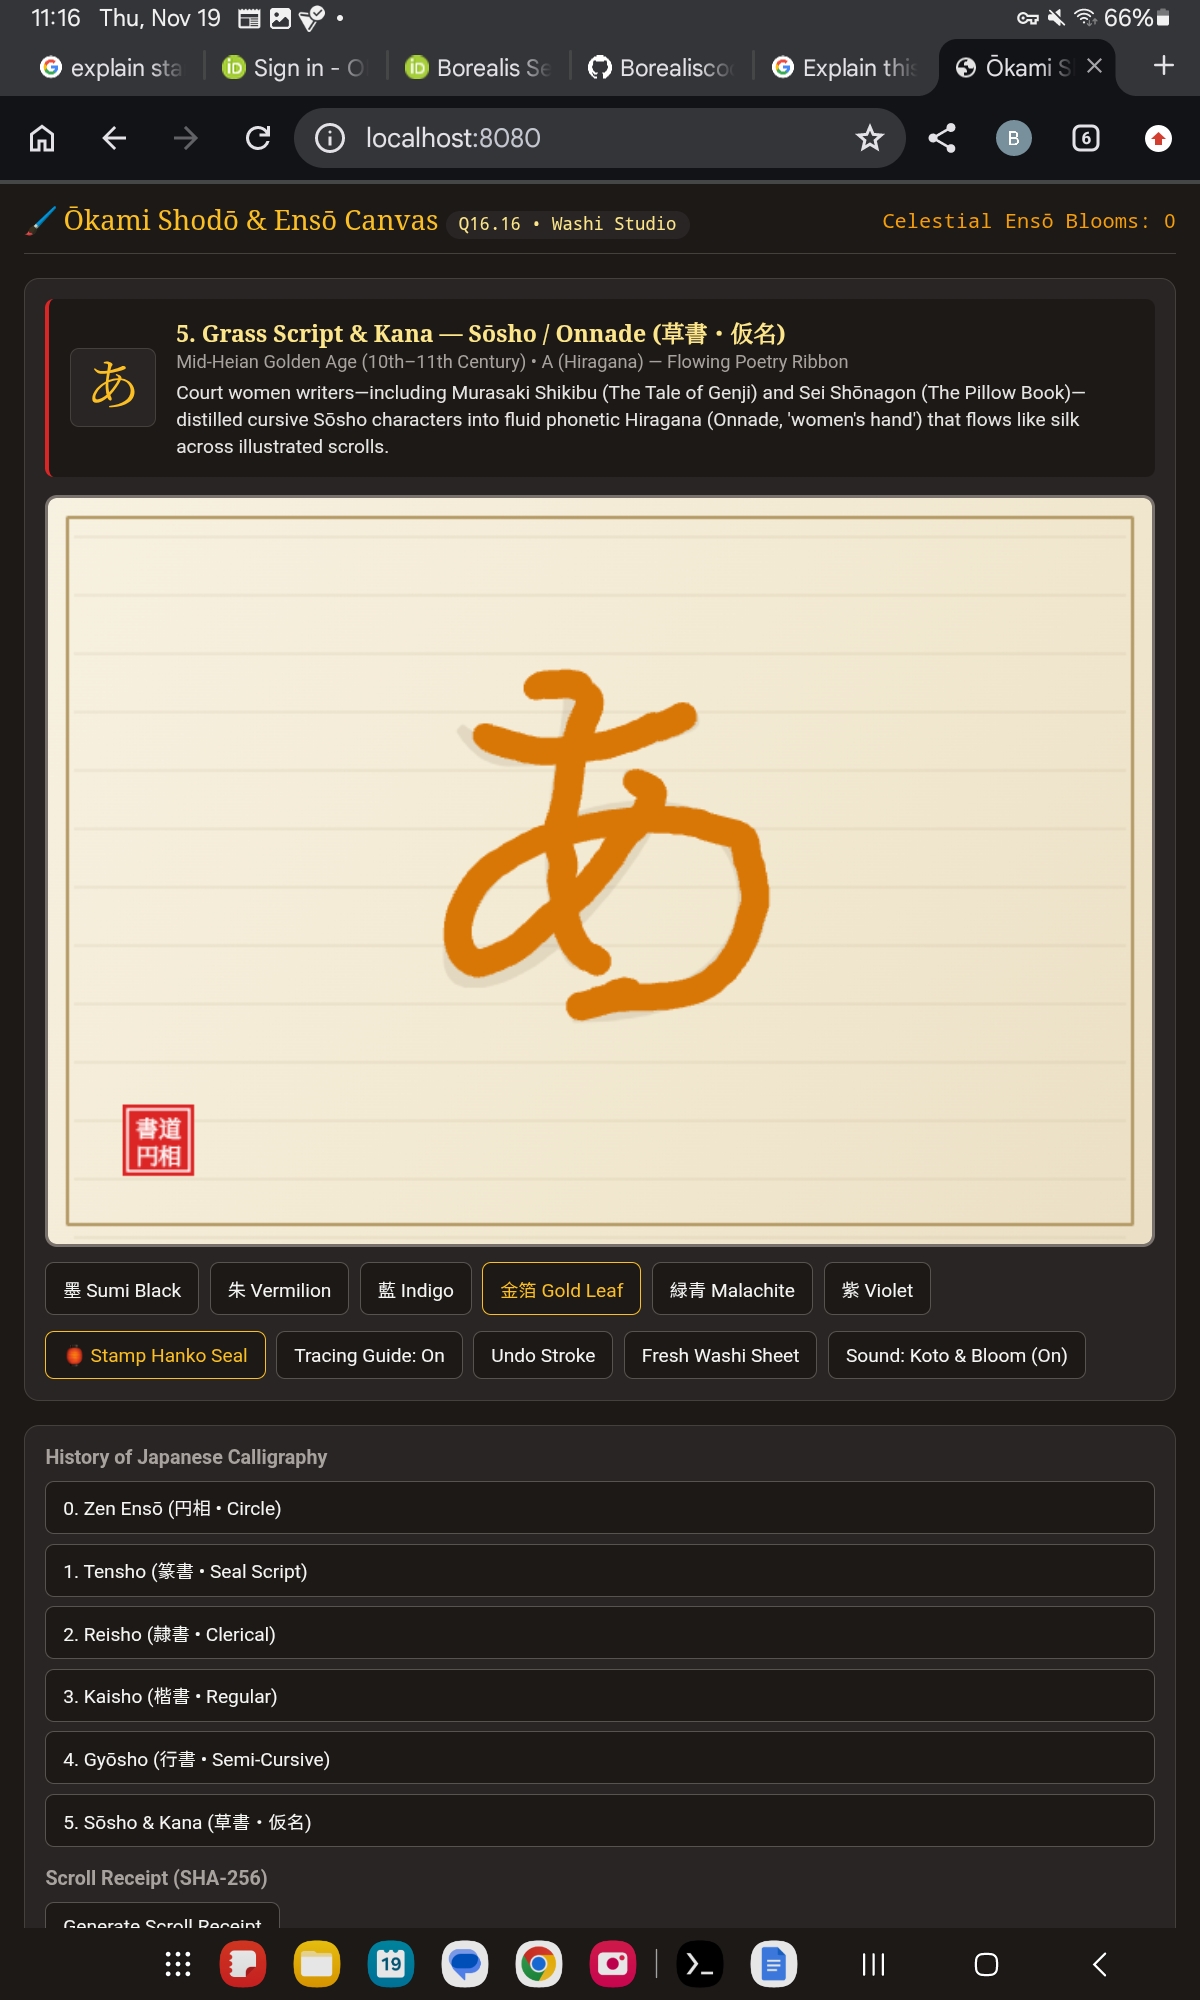 11:16 Thu, Nov 19
66%
explain sta
Sign in - O
Borealis Se
Borealisco
Explain this
Ōkami S
localhost:8080
B
6
Ōkami Shodō & Ensō Canvas
Q16.16 • Washi Studio
Celestial Ensō Blooms: 0
あ
5. Grass Script & Kana — Sōsho / Onnade (草書・仮名)
Mid-Heian Golden Age (10th–11th Century) • A (Hiragana) — Flowing Poetry Ribbon
Court women writers—including Murasaki Shikibu (The Tale of Genji) and Sei Shōnagon (The Pillow Book)—
distilled cursive Sōsho characters into fluid phonetic Hiragana (Onnade, 'women's hand') that flows like silk
across illustrated scrolls.
あ
書道
円相
墨 Sumi Black
朱 Vermilion
藍 Indigo
金箔 Gold Leaf
緑青 Malachite
紫 Violet
Stamp Hanko Seal
Tracing Guide: On
Undo Stroke
Fresh Washi Sheet
Sound: Koto & Bloom (On)
History of Japanese Calligraphy
0. Zen Ensō (円相 • Circle)
1. Tensho (篆書 • Seal Script)
2. Reisho (隷書 • Clerical)
3. Kaisho (楷書 • Regular)
4. Gyōsho (行書 • Semi-Cursive)
5. Sōsho & Kana (草書・仮名)
Scroll Receipt (SHA-256)
Generate Scroll Receipt
19